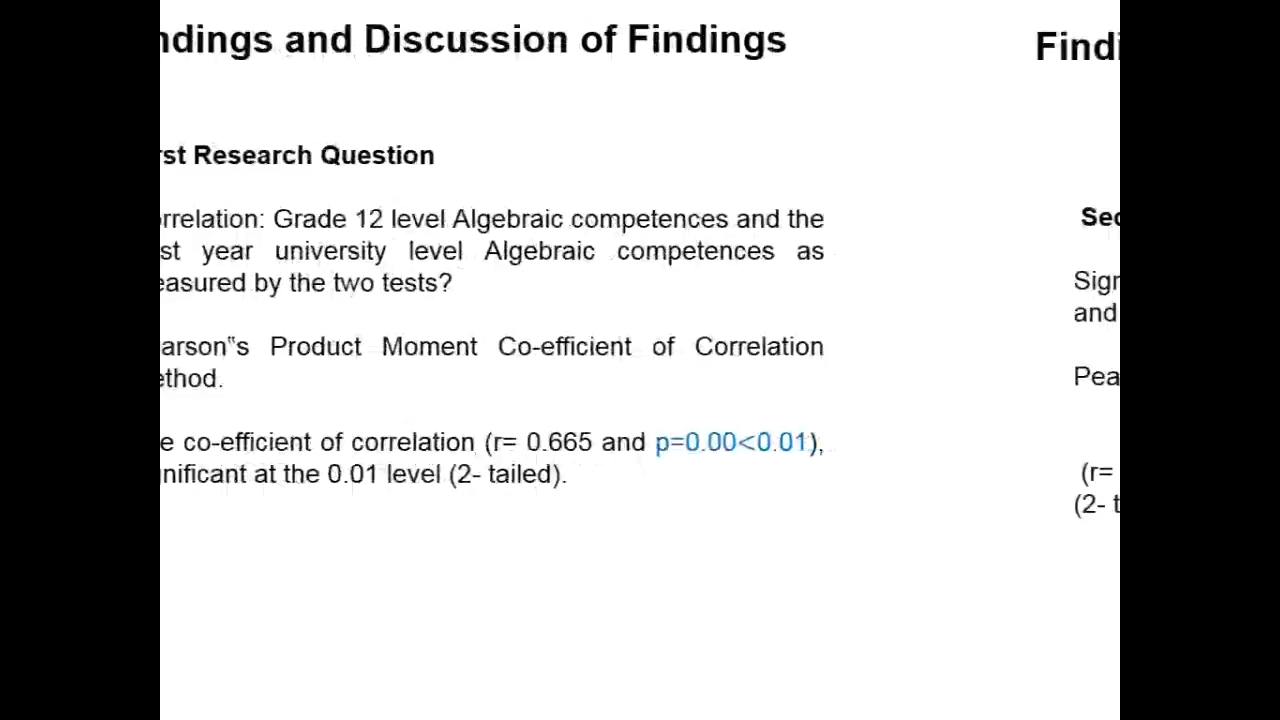 ndings and Discussion of Findings
rst Research Question
rrelation: Grade 12 level Algebraic competences and the
st year university level Algebraic competences as
easured by the two tests?
arson‟s Product Moment Co-efficient of Correlation
ethod.
e co-efficient of correlation (r= 0.665 and p=0.00<0.01),
nificant at the 0.01 level (2- tailed).
Findi
Sec
Sign
and
Pea
(r=
(2- t